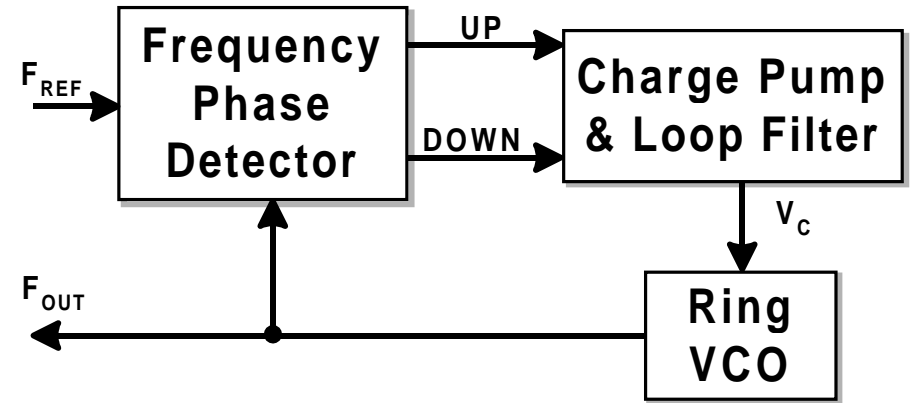 F_REF
Frequency
Phase
Detector
UP
DOWN
Charge Pump
& Loop Filter
V_C
F_OUT
Ring
VCO